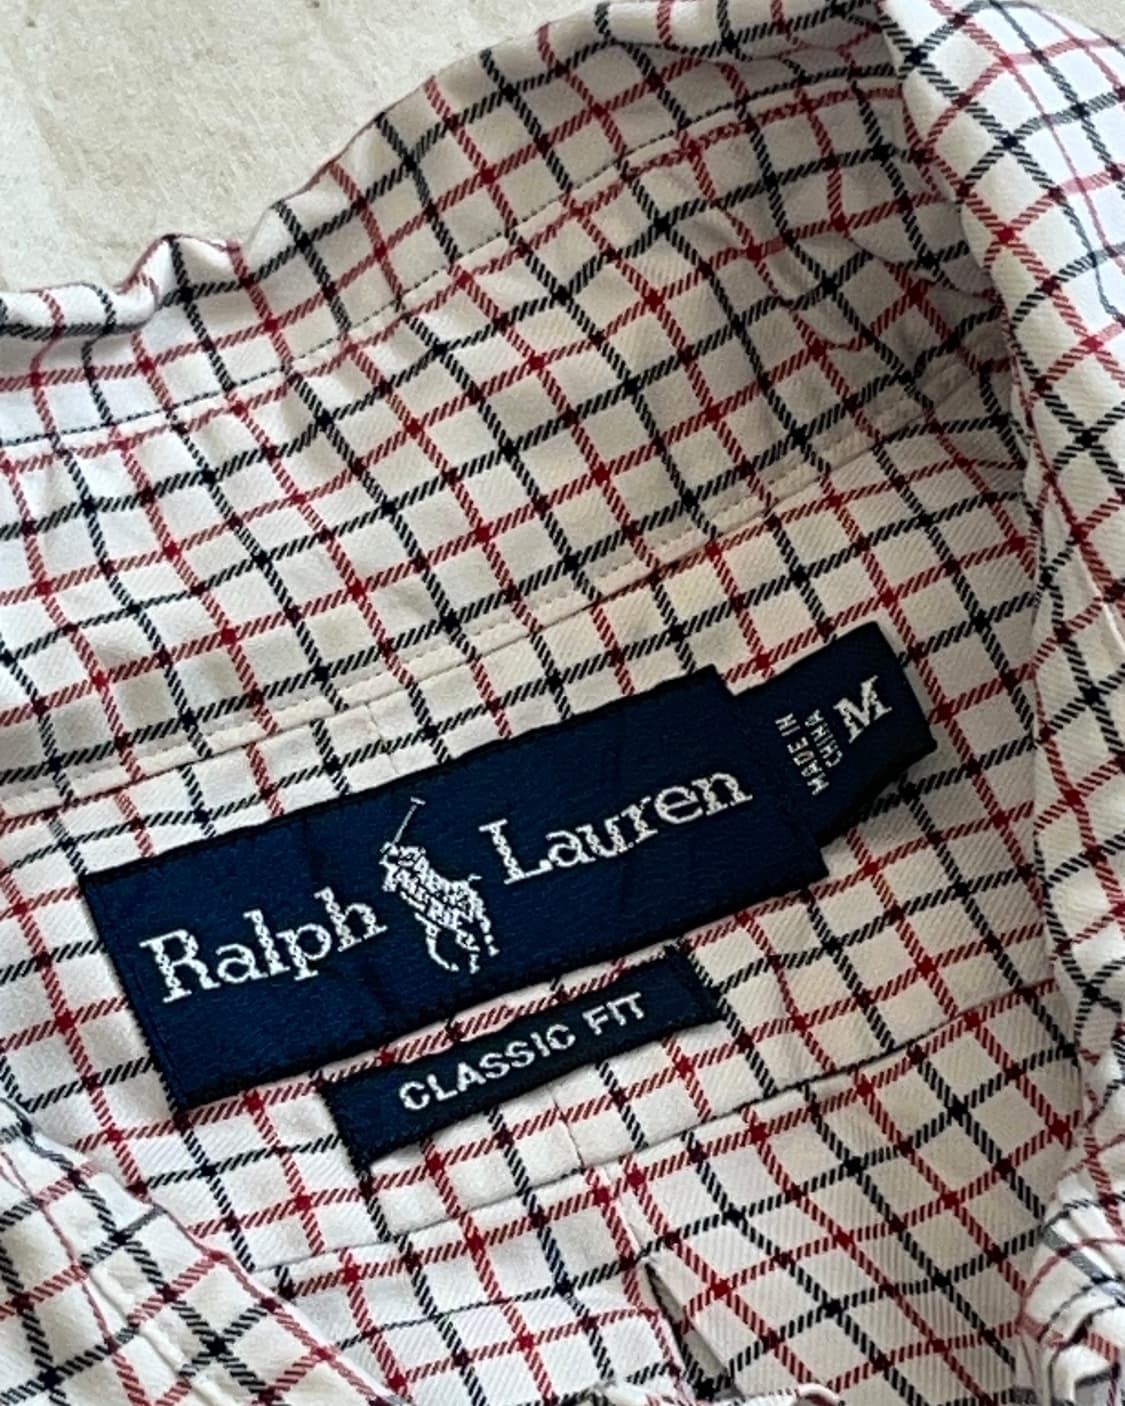 Ralph Lauren
MADE IN
CHINA
M
CLASSIC FIT